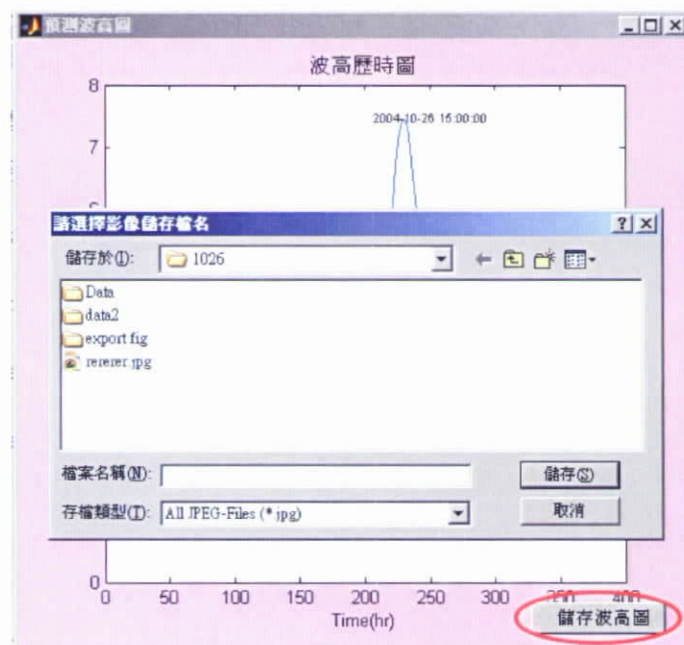 預測波高圖
波高歷時圖
8
2004-10-26 15:00:00
7
6
請選擇影像儲存檔名
儲存於(I): 1026
Data
data2
export fig
rererer.jpg
檔案名稱(N): 儲存(S)
存檔類型(T): All JPEG-Files (*.jpg) 取消
0
0 50 100 150 200 250 300 350 400
Time(hr)
儲存波高圖